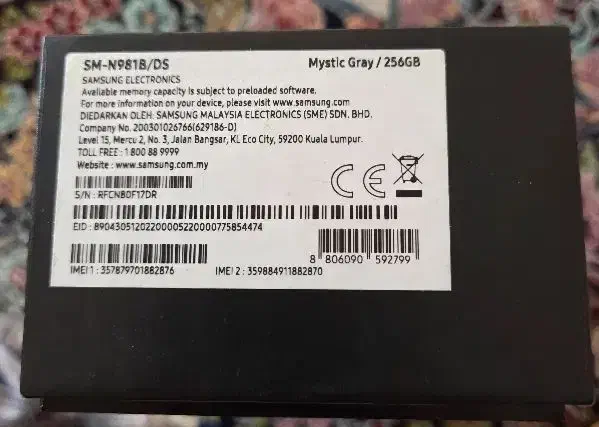 SM-N981B/DS Mystic Gray / 256GB
SAMSUNG ELECTRONICS
Available memory capacity is subject to preloaded software.
For more information on your device, please visit www.samsung.com
DIEDARKAN OLEH: SAMSUNG MALAYSIA ELECTRONICS (SME) SDN. BHD.
Company No. 200301026766(629186-D)
Level 15, Mercu 2, No. 3, Jalan Bangsar, KL Eco City, 59200 Kuala Lumpur.
TOLL FREE : 1 800 88 9999
Website : www.samsung.com.my
CE
S/N : RFCN80F17DR
EID : 89043051202200005220000775854474
8 806090 592799
IMEI 1 : 357879701882876 IMEI 2 : 359884911882870